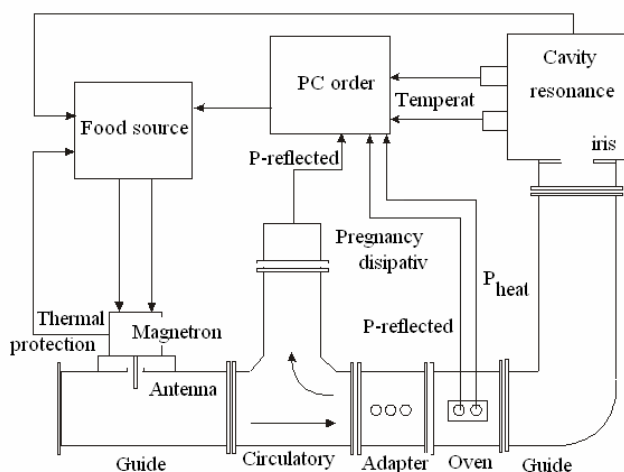 Cavity
resonance
iris
PC order
Temperat
Food source
P-reflected
Pregnancy
disipativ
P heat
P-reflected
Thermal
protection
Magnetron
Antenna
Guide
Circulatory
Adapter
Oven
Guide